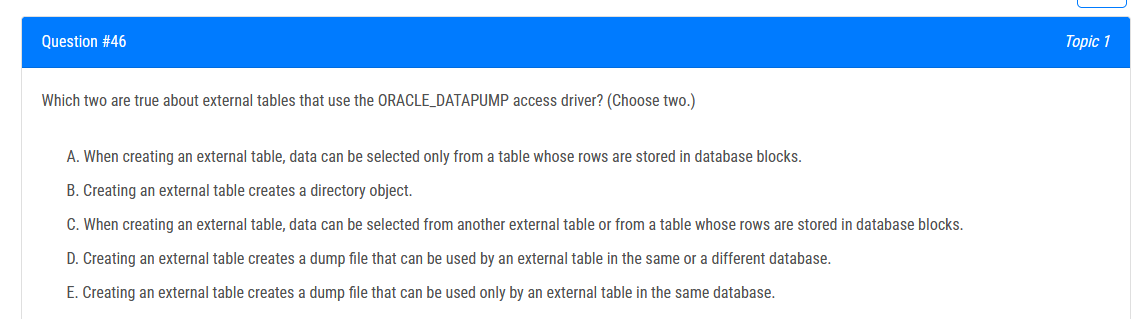 Question #46
Topic 1
Which two are true about external tables that use the ORACLE_DATAPUMP access driver? (Choose two.)
A. When creating an external table, data can be selected only from a table whose rows are stored in database blocks.
B. Creating an external table creates a directory object.
C. When creating an external table, data can be selected from another external table or from a table whose rows are stored in database blocks.
D. Creating an external table creates a dump file that can be used by an external table in the same or a different database.
E. Creating an external table creates a dump file that can be used only by an external table in the same database.